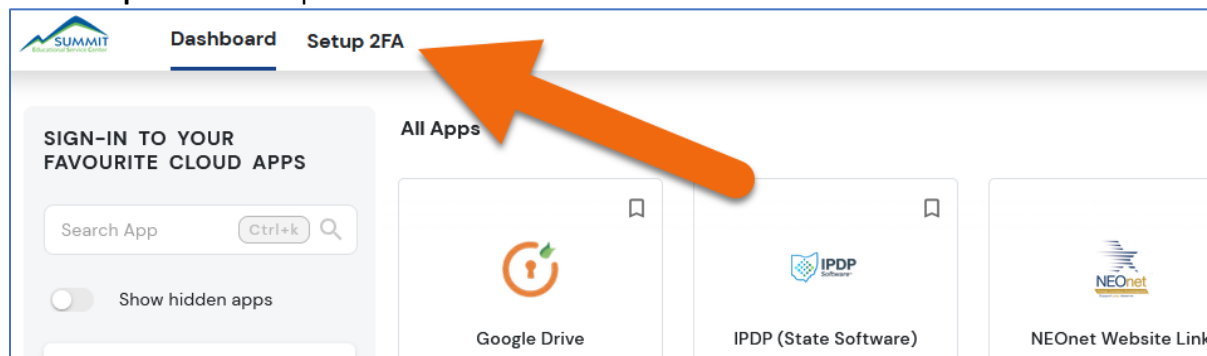 SUMMIT
Educational Service Center
Dashboard
Setup 2FA
SIGN-IN TO YOUR
FAVOURITE CLOUD APPS
Search App
Ctrl+k
Show hidden apps
All Apps
Google Drive
IPDP
Software
IPDP (State Software)
NEOnet
NEOnet Website Link